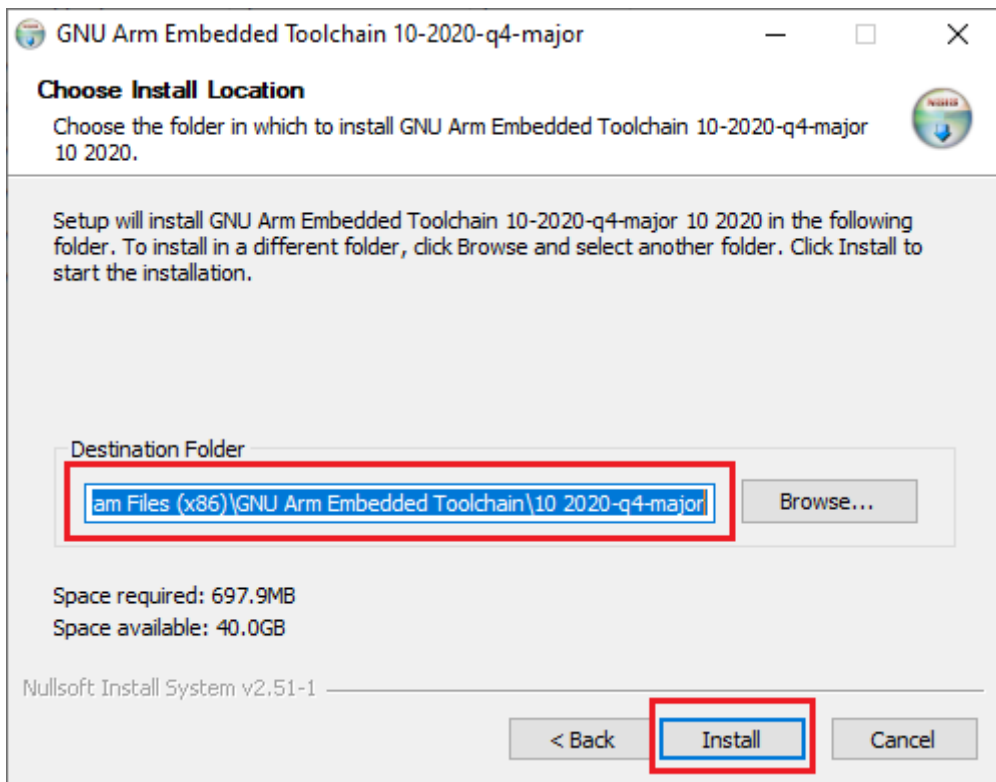 GNU Arm Embedded Toolchain 10-2020-q4-major
Choose Install Location
Choose the folder in which to install GNU Arm Embedded Toolchain 10-2020-q4-major
10 2020.
Setup will install GNU Arm Embedded Toolchain 10-2020-q4-major 10 2020 in the following
folder. To install in a different folder, click Browse and select another folder. Click Install to
start the installation.
Destination Folder
am Files (x86)\GNU Arm Embedded Toolchain\10 2020-q4-major
Browse...
Space required: 697.9MB
Space available: 40.0GB
Nullsoft Install System v2.51-1
< Back
Install
Cancel